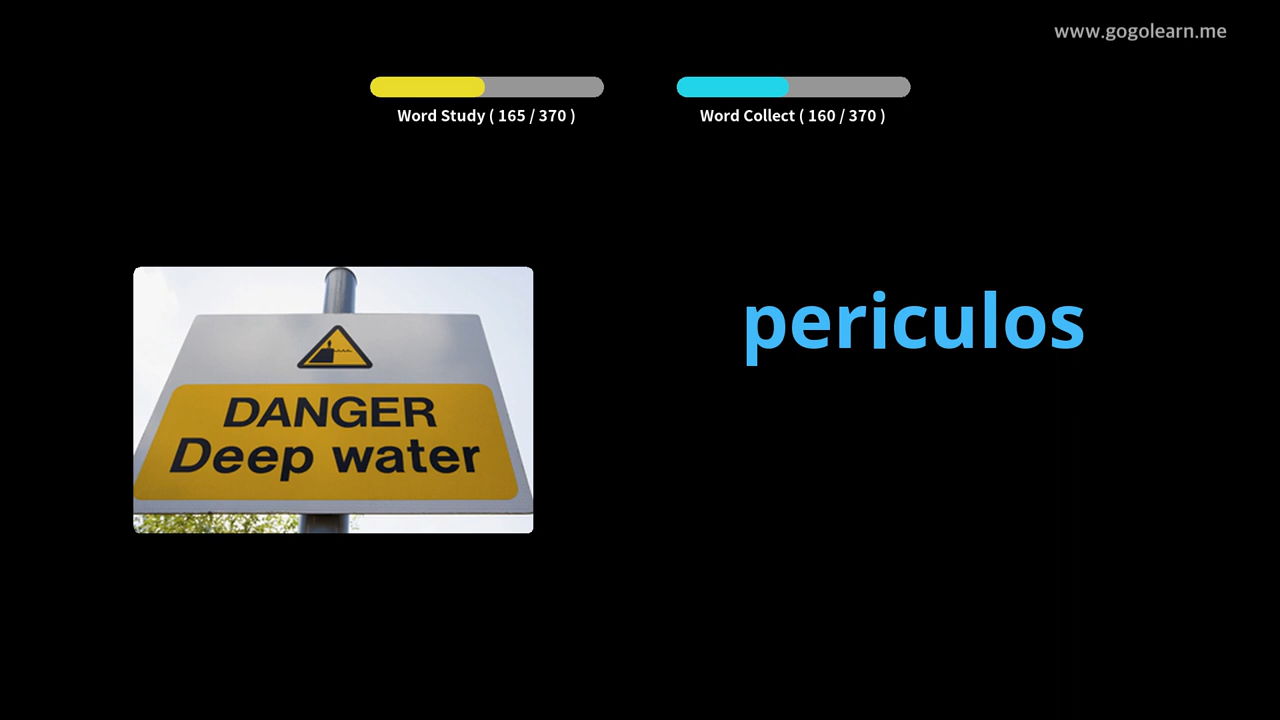 www.gogolearn.me
Word Study ( 165 / 370 )
Word Collect ( 160 / 370 )
periculos
DANGER
Deep water